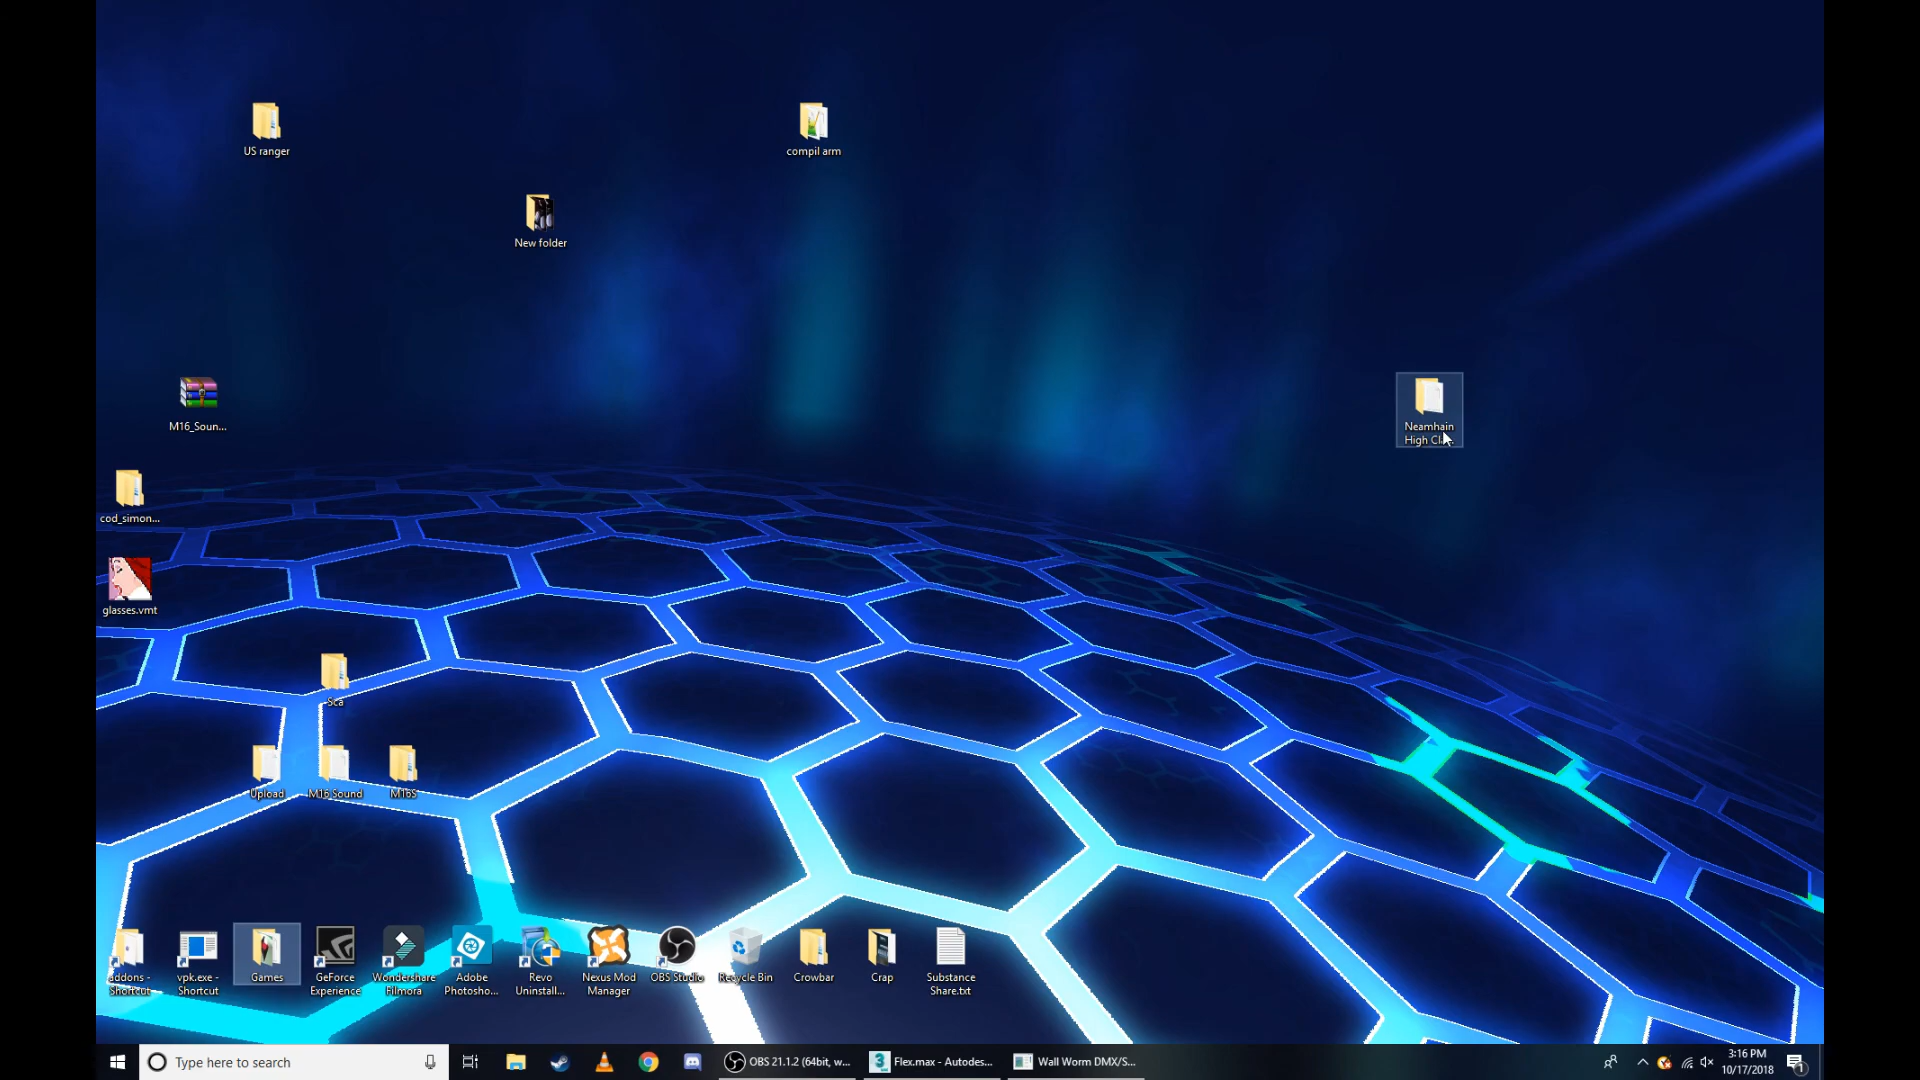 US ranger
compil arm
New folder
M16_Soun...
Neamhain
High Cla...
cod_simon...
glasses.vmt
Sca
Upload
M16 Sound
M16S
addons -
Shortcut
vpk.exe -
Shortcut
Games
GeForce
Experience
Wondershare
Filmora
Adobe
Photosho...
Revo
Uninstall...
Nexus Mod
Manager
OBS Studio
Recycle Bin
Crowbar
Crap
Substance
Share.txt
Type here to search
OBS 21.1.2 (64bit, w...
3
Flex.max - Autodes...
Wall Worm DMX/S...
3:16 PM
10/17/2018
1